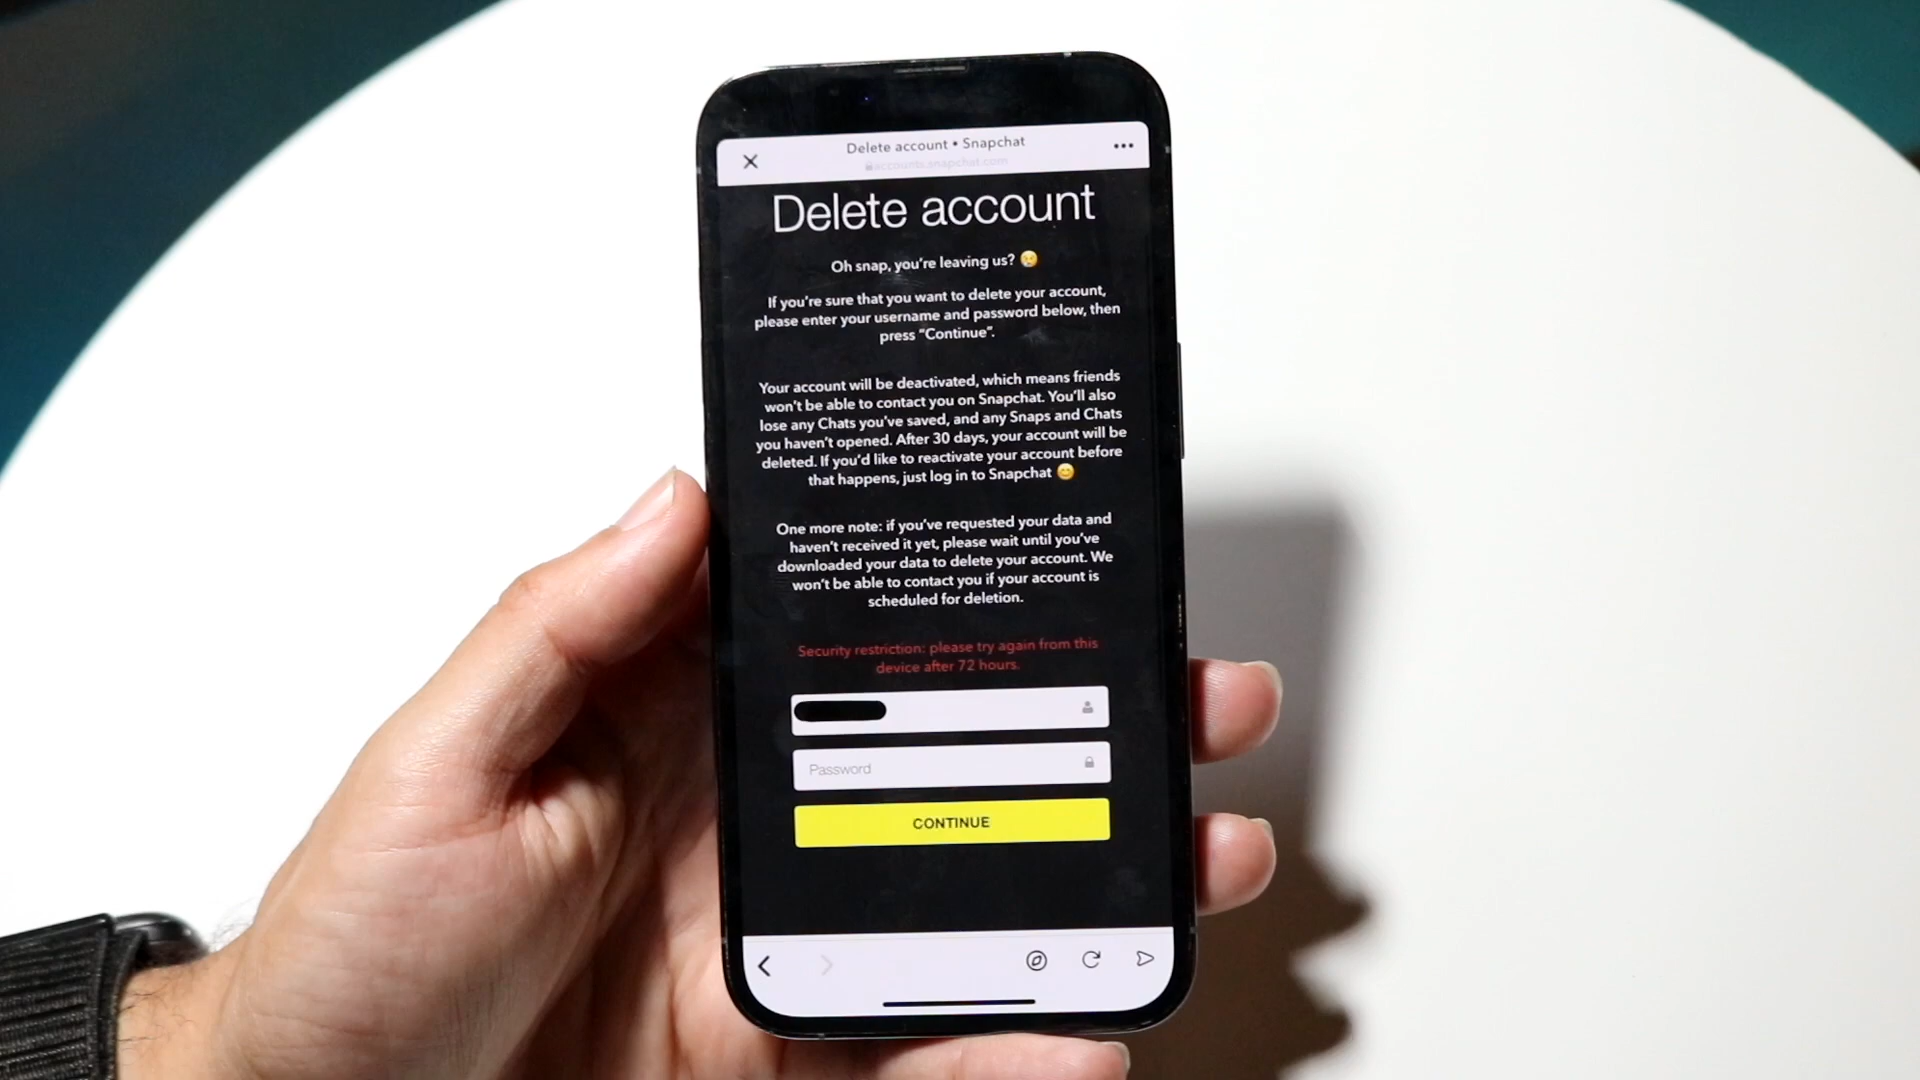 Delete account • Snapchat
accounts.snapchat.com
Delete account
Oh snap, you're leaving us? 😢
If you're sure that you want to delete your account,
please enter your username and password below, then
press "Continue".
Your account will be deactivated, which means friends
won't be able to contact you on Snapchat. You'll also
lose any Chats you've saved, and any Snaps and Chats
you haven't opened. After 30 days, your account will be
deleted. If you'd like to reactivate your account before
that happens, just log in to Snapchat 😊
One more note: if you've requested your data and
haven't received it yet, please wait until you've
downloaded your data to delete your account. We
won't be able to contact you if your account is
scheduled for deletion.
Security restriction: please try again from this
device after 72 hours.
Password
CONTINUE